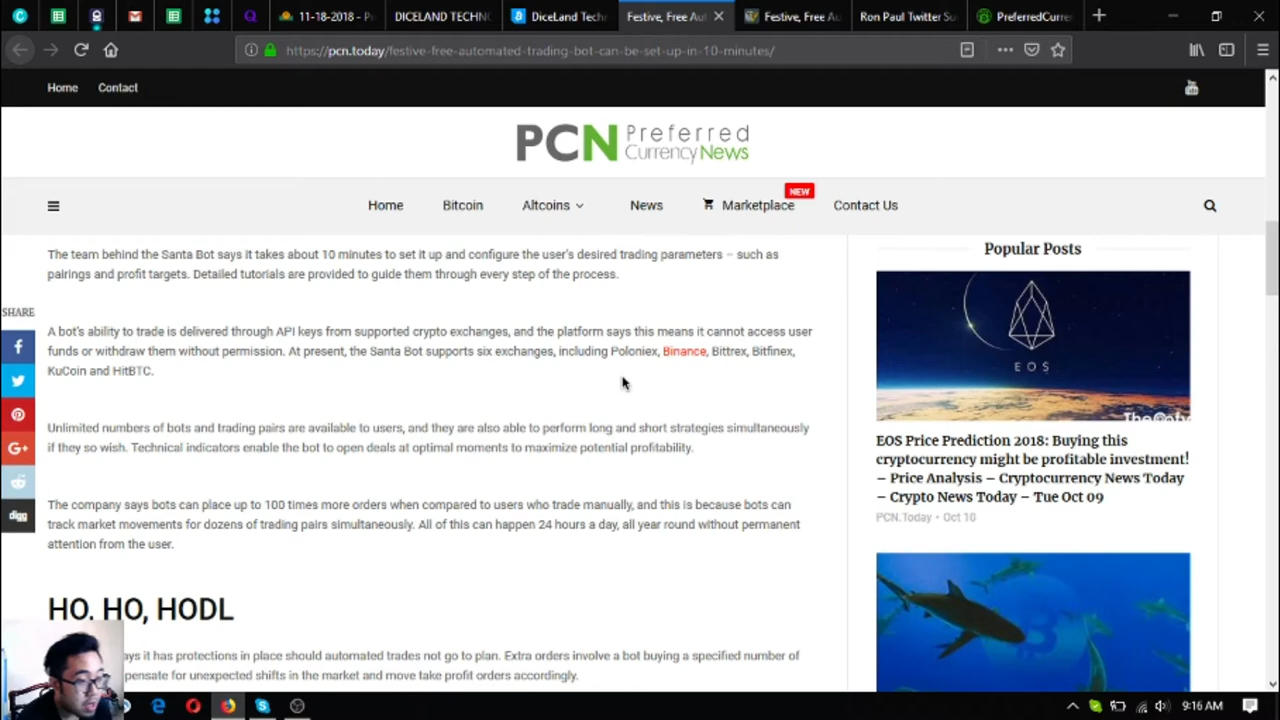 11-18-2018 - P
DICELAND TECHNO
DiceLand Tech
Festive, Free Au
Festive, Free Au
Ron Paul Twitter Su
PreferredCurre
https://pcn.today/festive-free-automated-trading-bot-can-be-set-up-in-10-minutes/
Home Contact
PCN Preferred
Currency News
Home Bitcoin Altcoins News Marketplace NEW Contact Us
The team behind the Santa Bot says it takes about 10 minutes to set it up and configure the user's desired trading parameters – such as
pairings and profit targets. Detailed tutorials are provided to guide them through every step of the process.
SHARE
A bot's ability to trade is delivered through API keys from supported crypto exchanges, and the platform says this means it cannot access user
funds or withdraw them without permission. At present, the Santa Bot supports six exchanges, including Poloniex, Binance, Bittrex, Bitfinex,
KuCoin and HitBTC.
Unlimited numbers of bots and trading pairs are available to users, and they are also able to perform long and short strategies simultaneously
if they so wish. Technical indicators enable the bot to open deals at optimal moments to maximize potential profitability.
The company says bots can place up to 100 times more orders when compared to users who trade manually, and this is because bots can
track market movements for dozens of trading pairs simultaneously. All of this can happen 24 hours a day, all year round without permanent
attention from the user.
HO, HO, HODL
ays it has protections in place should automated trades not go to plan. Extra orders involve a bot buying a specified number of
pensate for unexpected shifts in the market and move take profit orders accordingly.
digg
Popular Posts
EOS
EOS Price Prediction 2018: Buying this
cryptocurrency might be profitable investment!
– Price Analysis – Cryptocurrency News Today
– Crypto News Today – Tue Oct 09
PCN.Today • Oct 10
9:16 AM